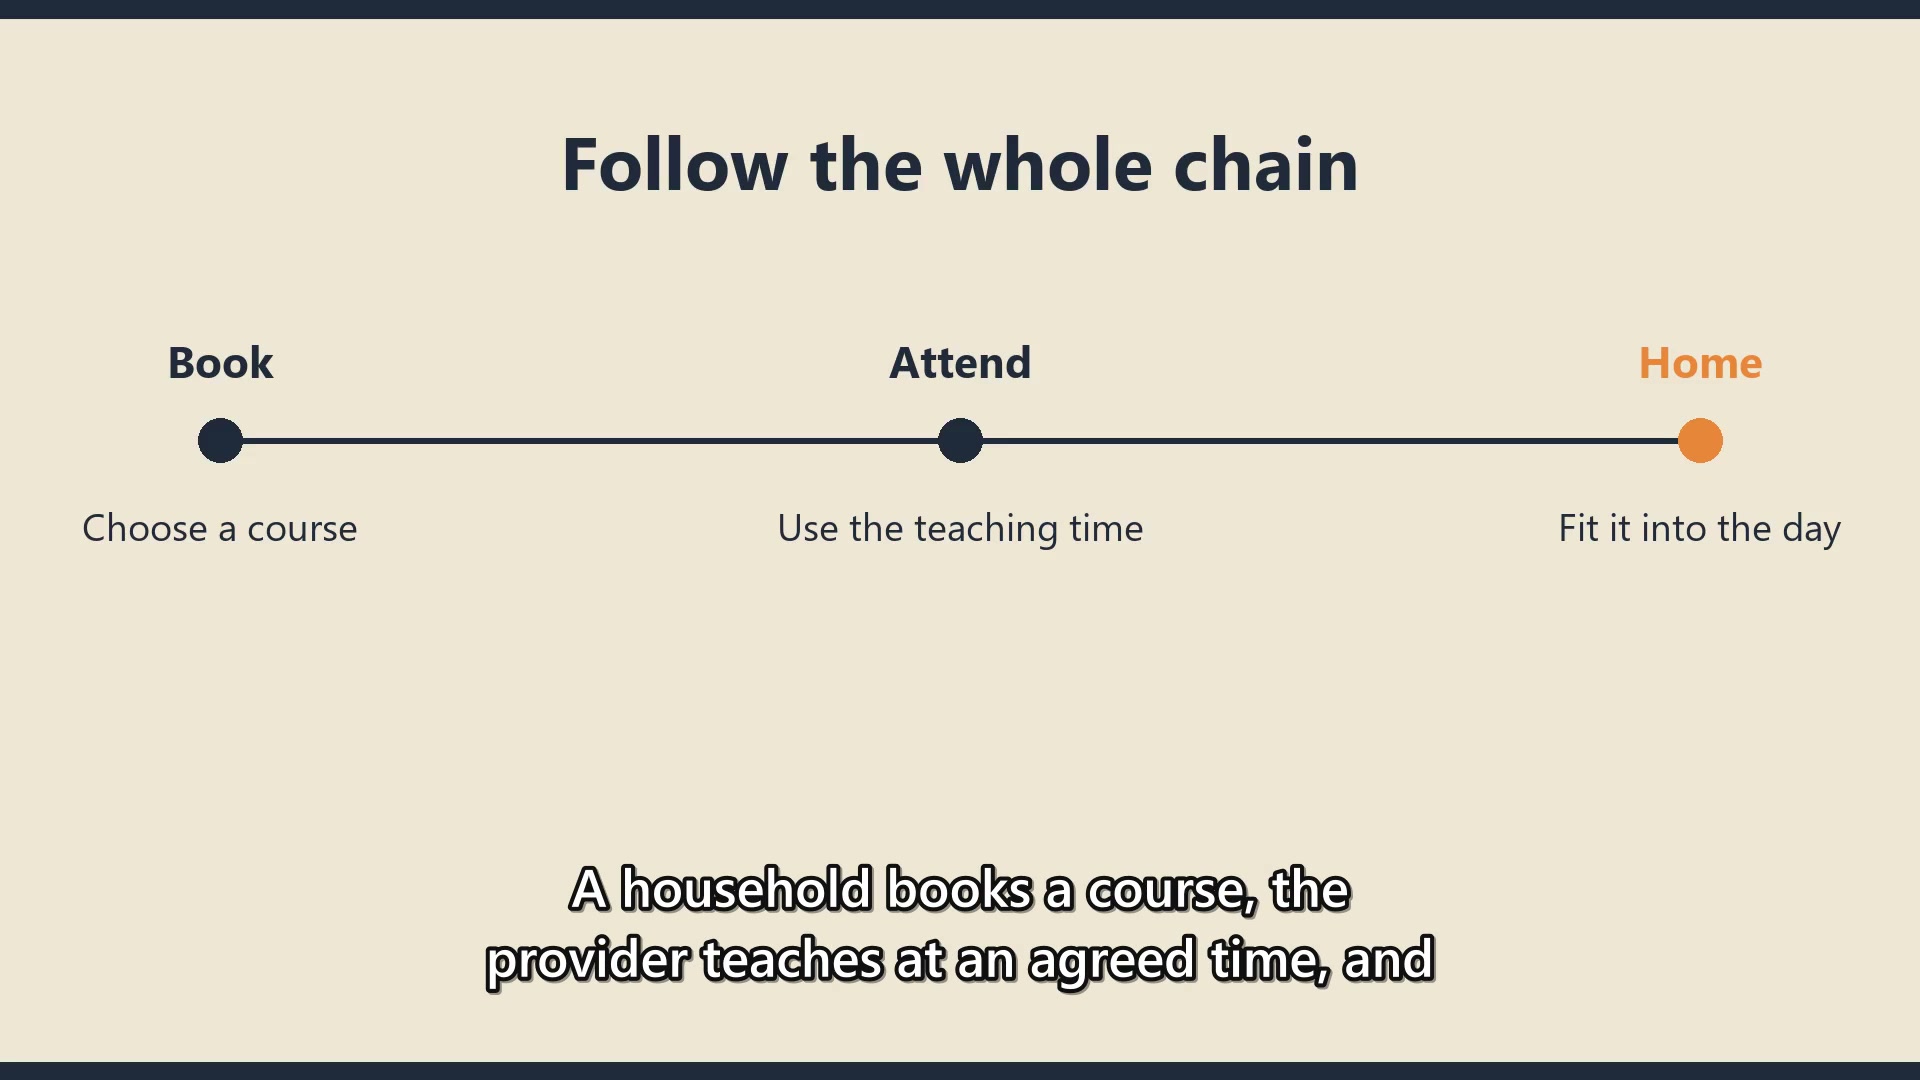 Follow the whole chain
Book
Attend
Home
Choose a course
Use the teaching time
Fit it into the day
A household books a course, the
provider teaches at an agreed time, and